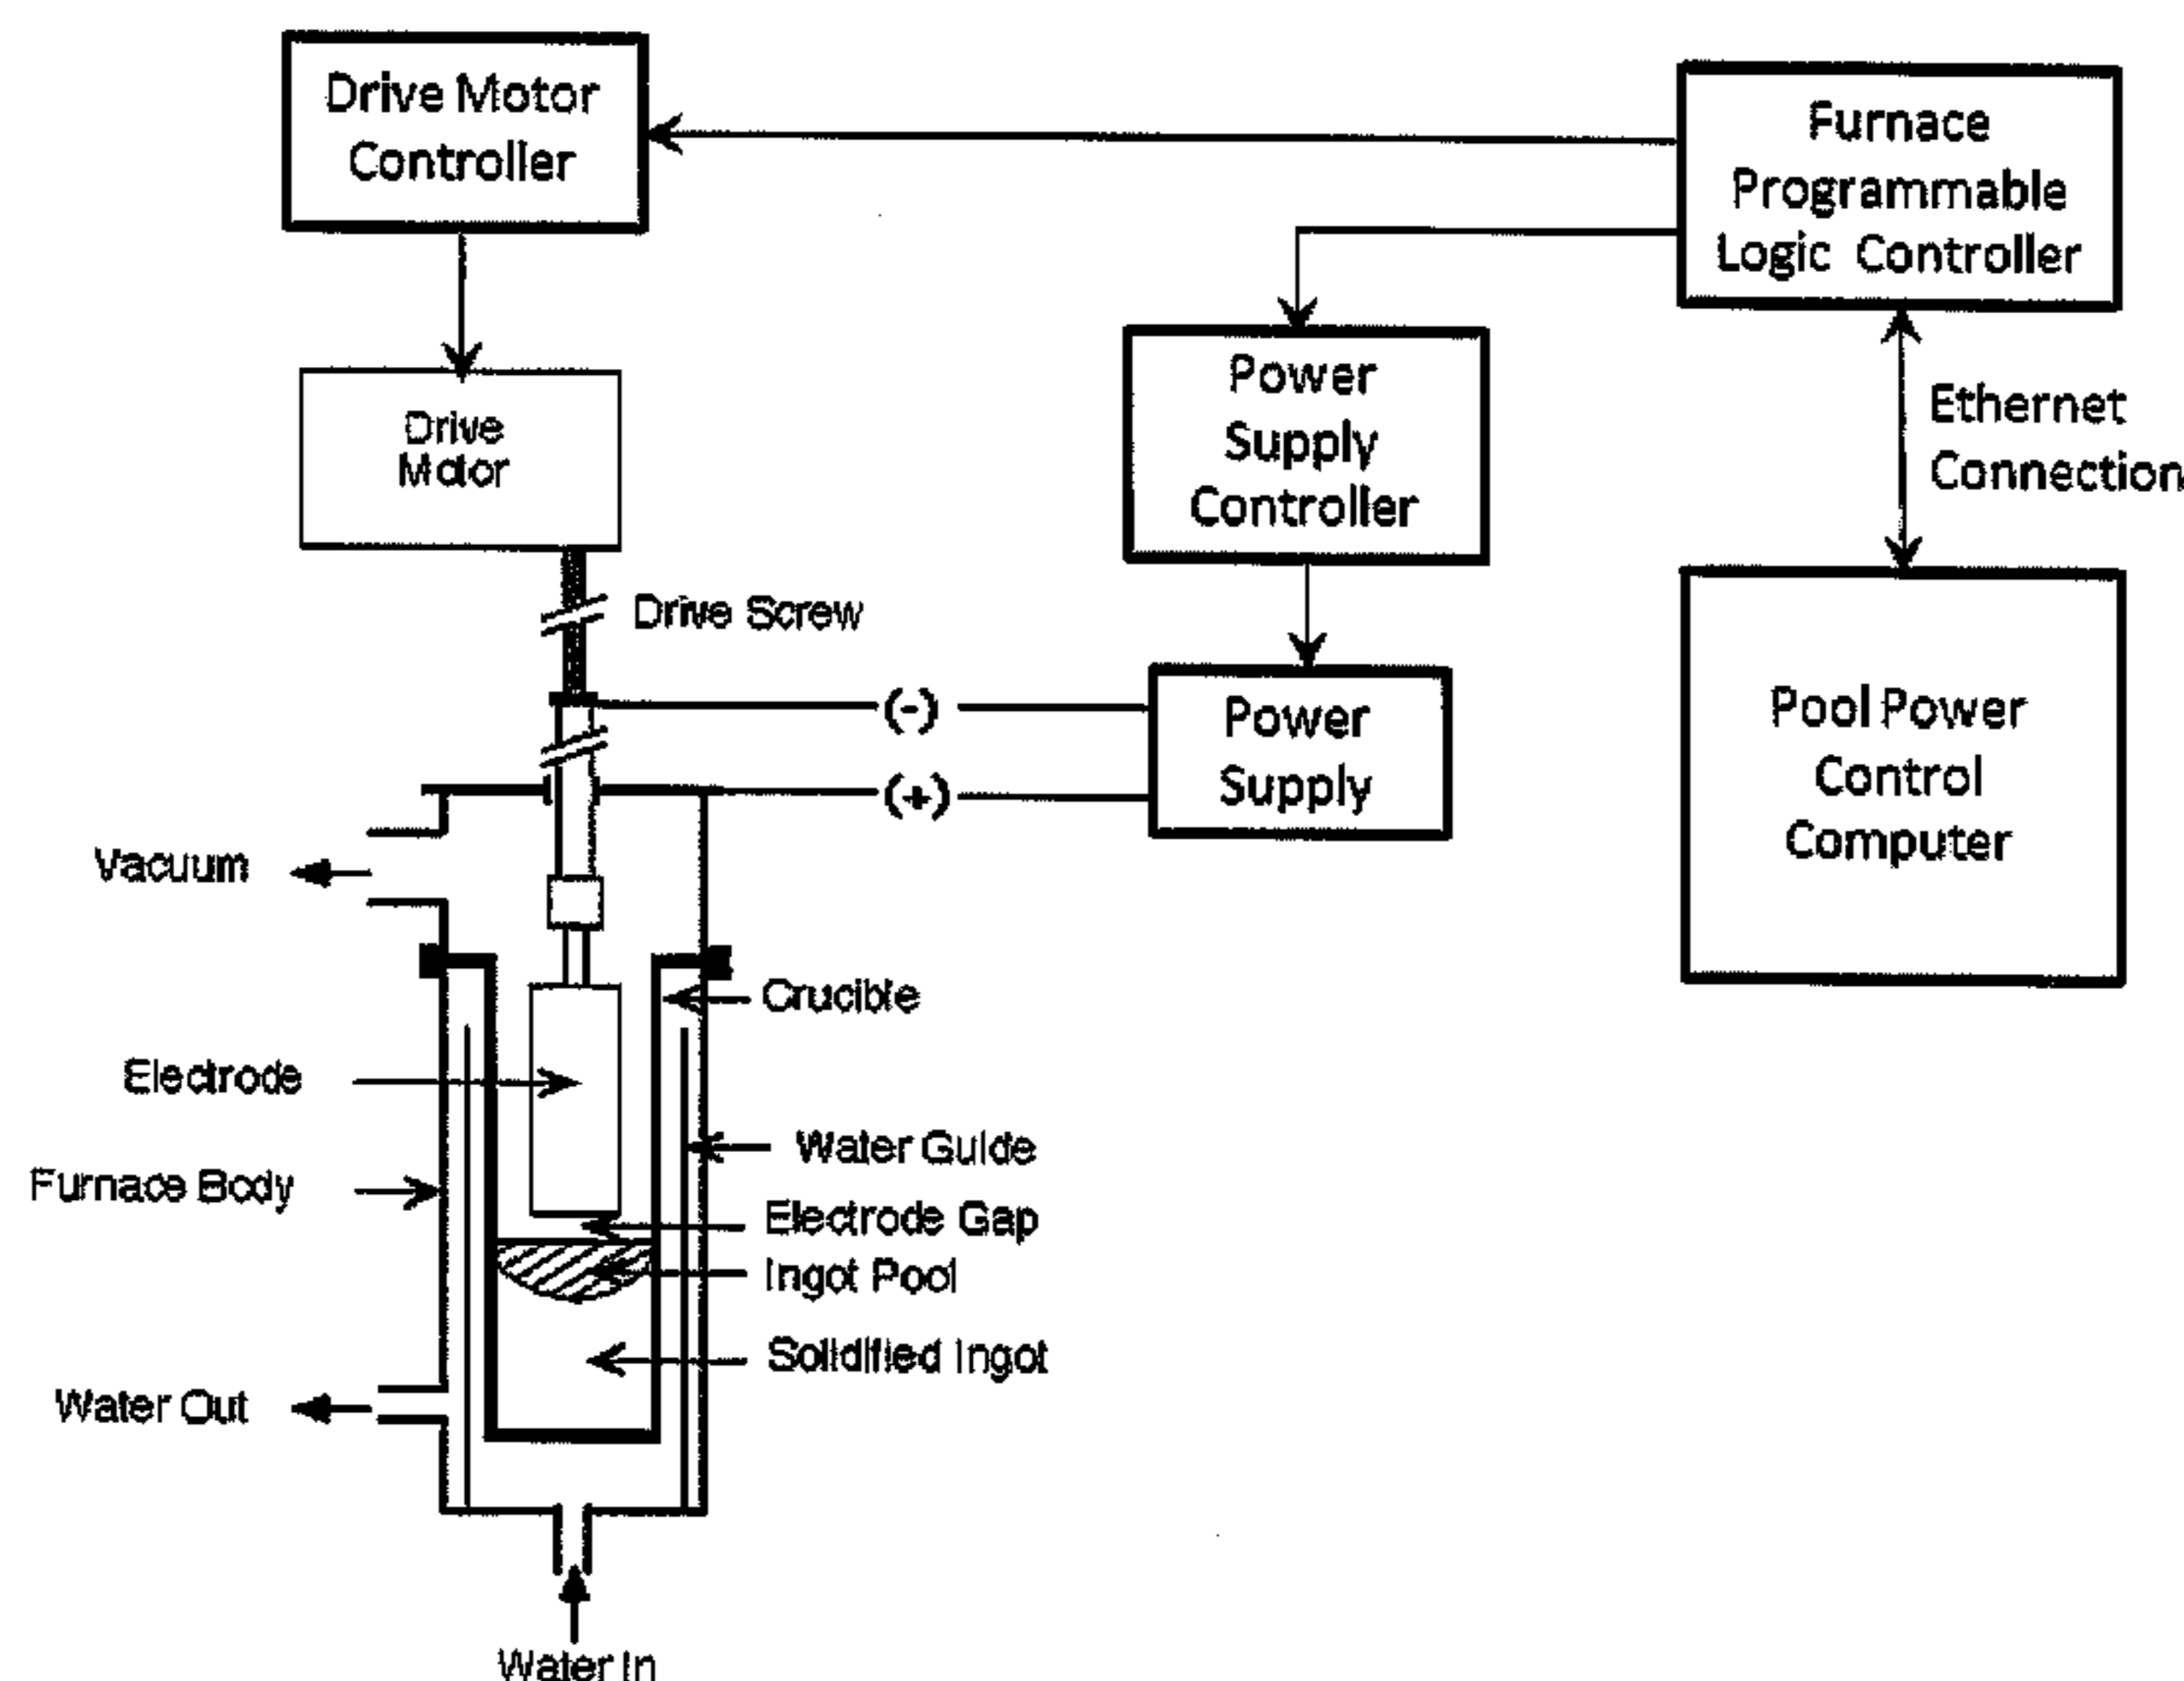 Drive Motor
Controller
Furnace
Programmable
Logic Controller
Drive
Motor
Power
Supply
Controller
Ethernet
Connection
Drive Screw
(-)
Power
Supply
(+)
Pool Power
Control
Computer
Vacuum
Crucible
Electrode
Water Guide
Furnace Body
Electrode Gap
Ingot Pool
Solidified Ingot
Water Out
Water In